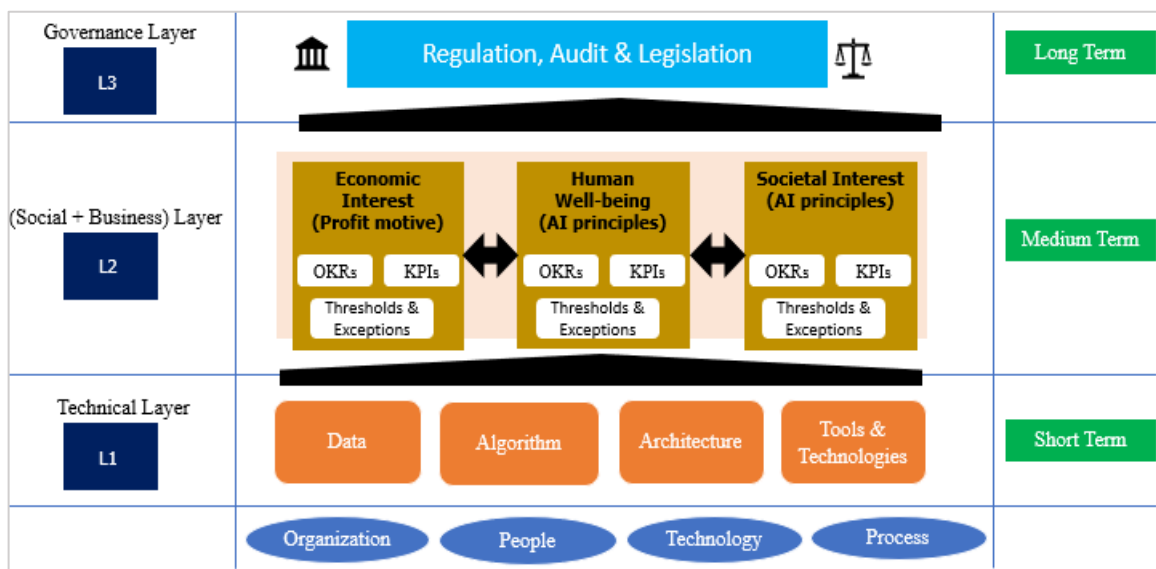 Governance Layer
L3
Regulation, Audit & Legislation
Long Term
(Social + Business) Layer
L2
Economic
Interest
(Profit motive)
OKRs
KPIs
Thresholds &
Exceptions
Human
Well-being
(AI principles)
OKRs
KPIs
Thresholds &
Exceptions
Societal Interest
(AI principles)
OKRs
KPIs
Thresholds &
Exceptions
Medium Term
Technical Layer
L1
Data
Algorithm
Architecture
Tools &
Technologies
Short Term
Organization
People
Technology
Process